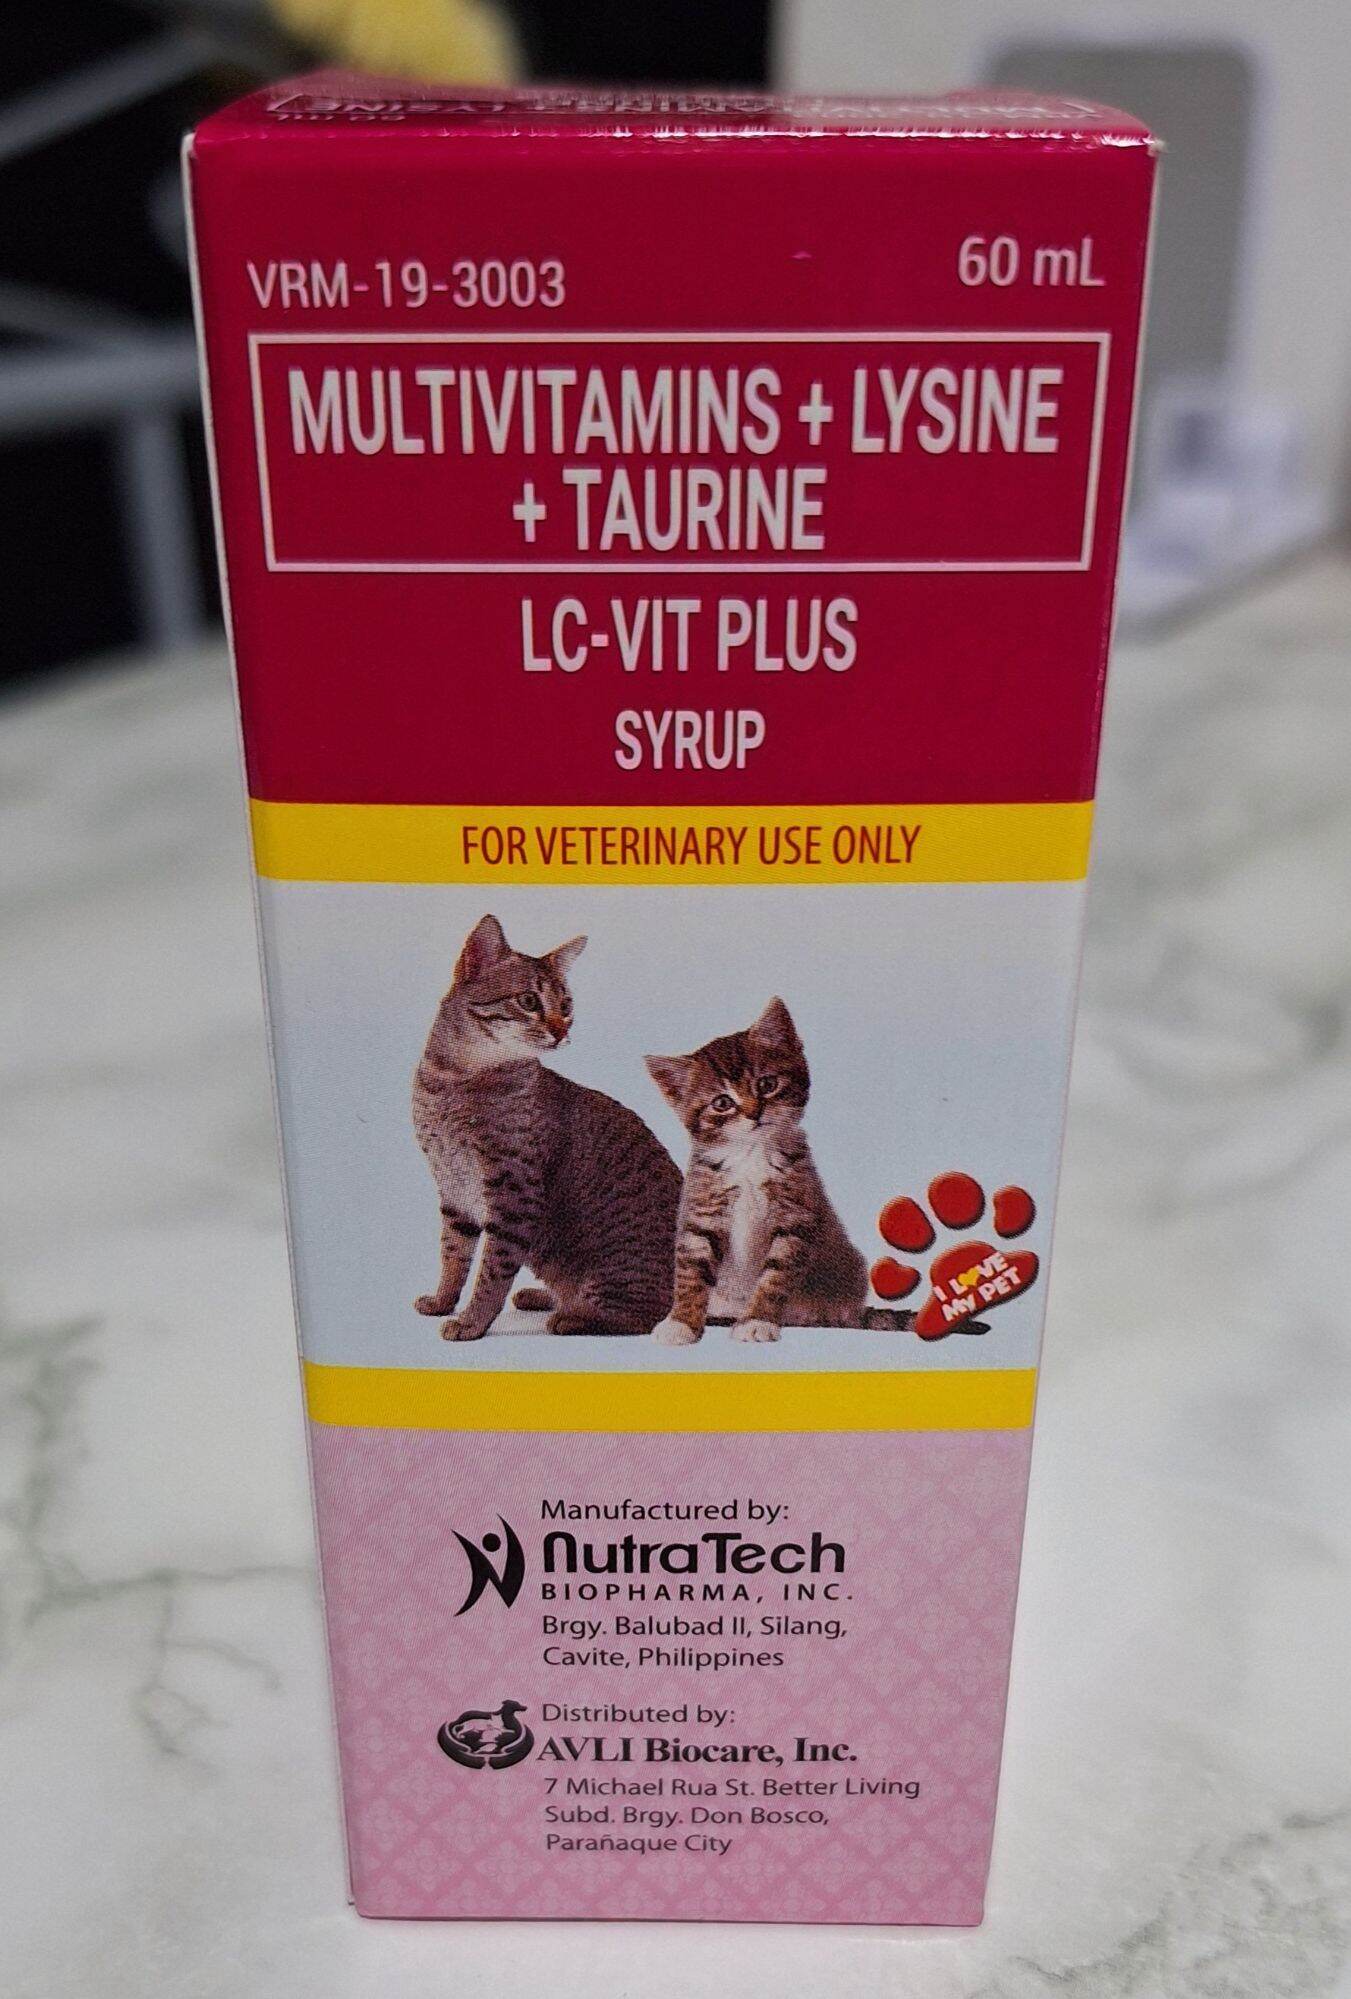 VRM-19-3003
60 mL
MULTIVITAMINS + LYSINE
+ TAURINE
LC-VIT PLUS
SYRUP
FOR VETERINARY USE ONLY
I LOVE
MY PET
Manufactured by:
NutraTech
BIOPHARMA, INC.
Brgy. Balubad II, Silang,
Cavite, Philippines
Distributed by:
AVLI Biocare, Inc.
7 Michael Rua St. Better Living
Subd. Brgy. Don Bosco,
Parañaque City